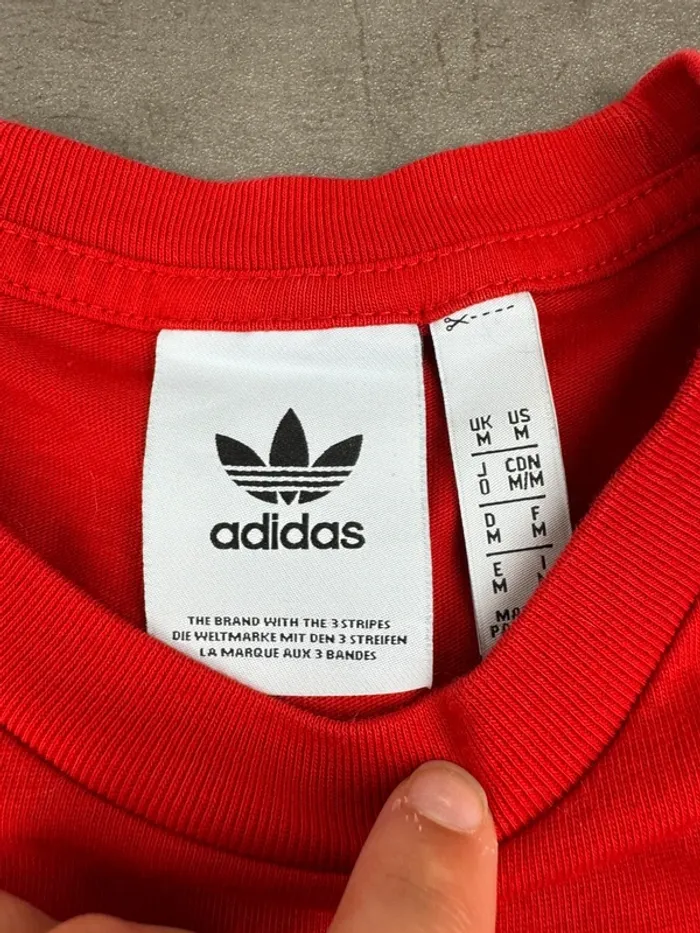 adidas
THE BRAND WITH THE 3 STRIPES
DIE WELTMARKE MIT DEN 3 STREIFEN
LA MARQUE AUX 3 BANDES
UK US
M M
J CDN
O M/M
D F
M M
E I
M